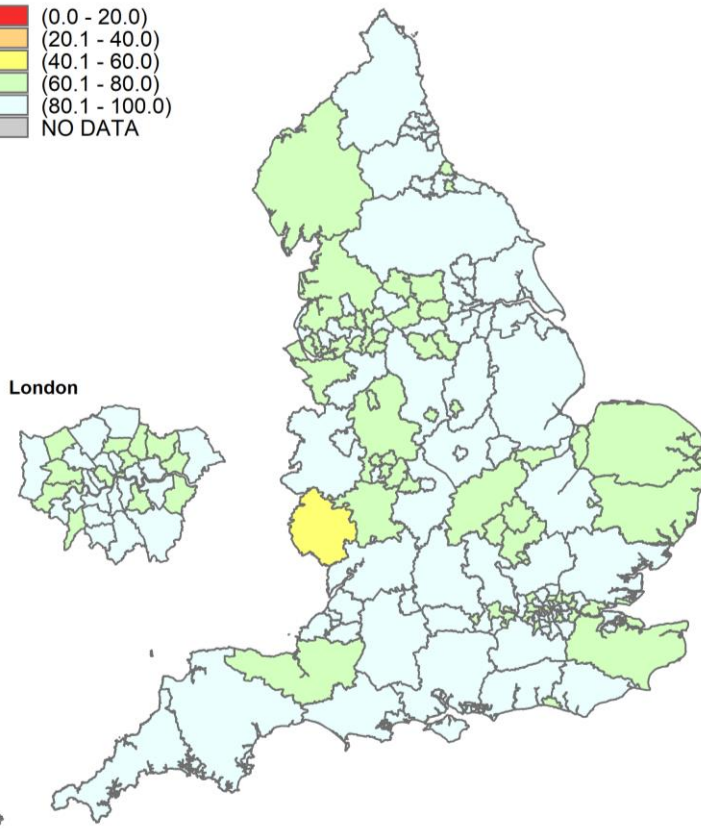 (0.0 - 20.0)
(20.1 - 40.0)
(40.1 - 60.0)
(60.1 - 80.0)
(80.1 - 100.0)
NO DATA
London